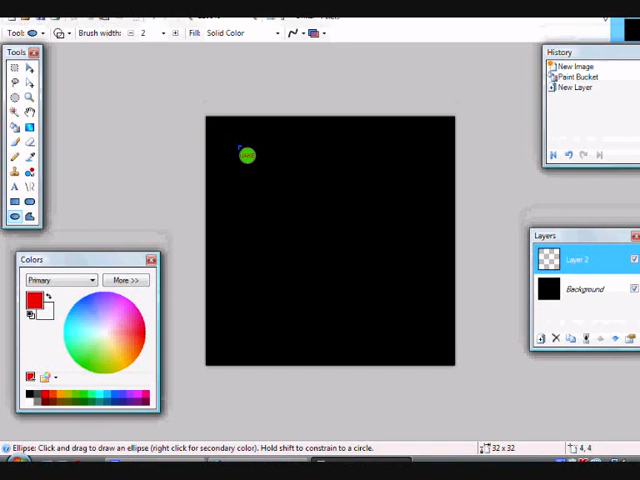 Tool: Brush width: 2 Fill: Solid Color
Tools
History
New Image
Paint Bucket
New Layer
Layers
Layer 2
Background
Colors
Primary
More >>
Ellipse: Click and drag to draw an ellipse (right click for secondary color). Hold shift to constrain to a circle.
32 x 32
4, 4